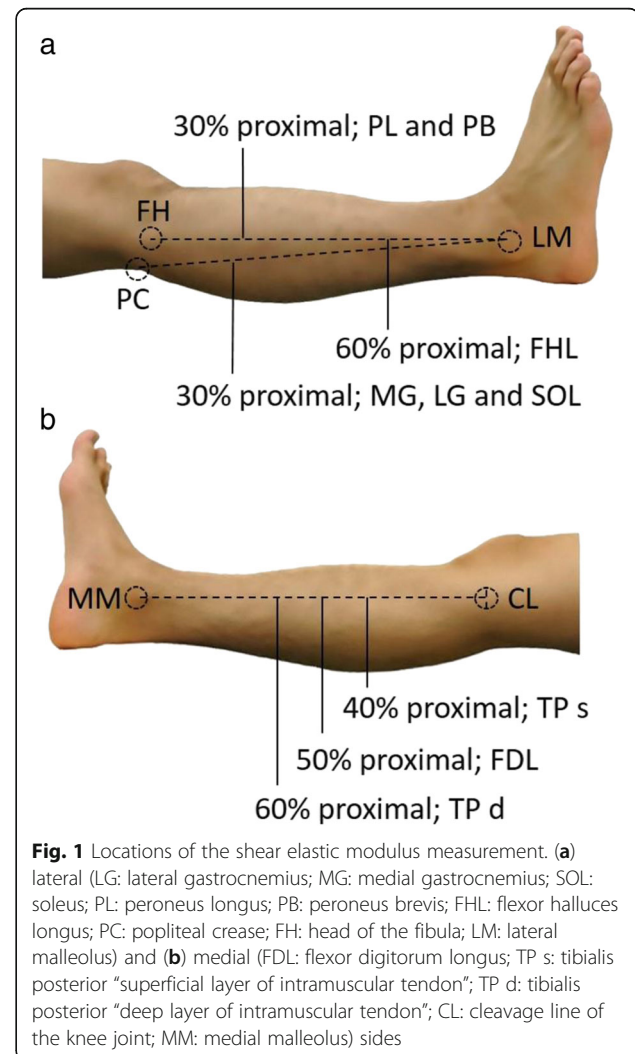 a
30% proximal; PL and PB
FH
LM
PC
60% proximal; FHL
30% proximal; MG, LG and SOL
b
MM
CL
40% proximal; TP s
50% proximal; FDL
60% proximal; TP d
Fig. 1 Locations of the shear elastic modulus measurement. (a)
lateral (LG: lateral gastrocnemius; MG: medial gastrocnemius; SOL:
soleus; PL: peroneus longus; PB: peroneus brevis; FHL: flexor halluces
longus; PC: popliteal crease; FH: head of the fibula; LM: lateral
malleolus) and (b) medial (FDL: flexor digitorum longus; TP s: tibialis
posterior “superficial layer of intramuscular tendon”; TP d: tibialis
posterior “deep layer of intramuscular tendon”; CL: cleavage line of
the knee joint; MM: medial malleolus) sides